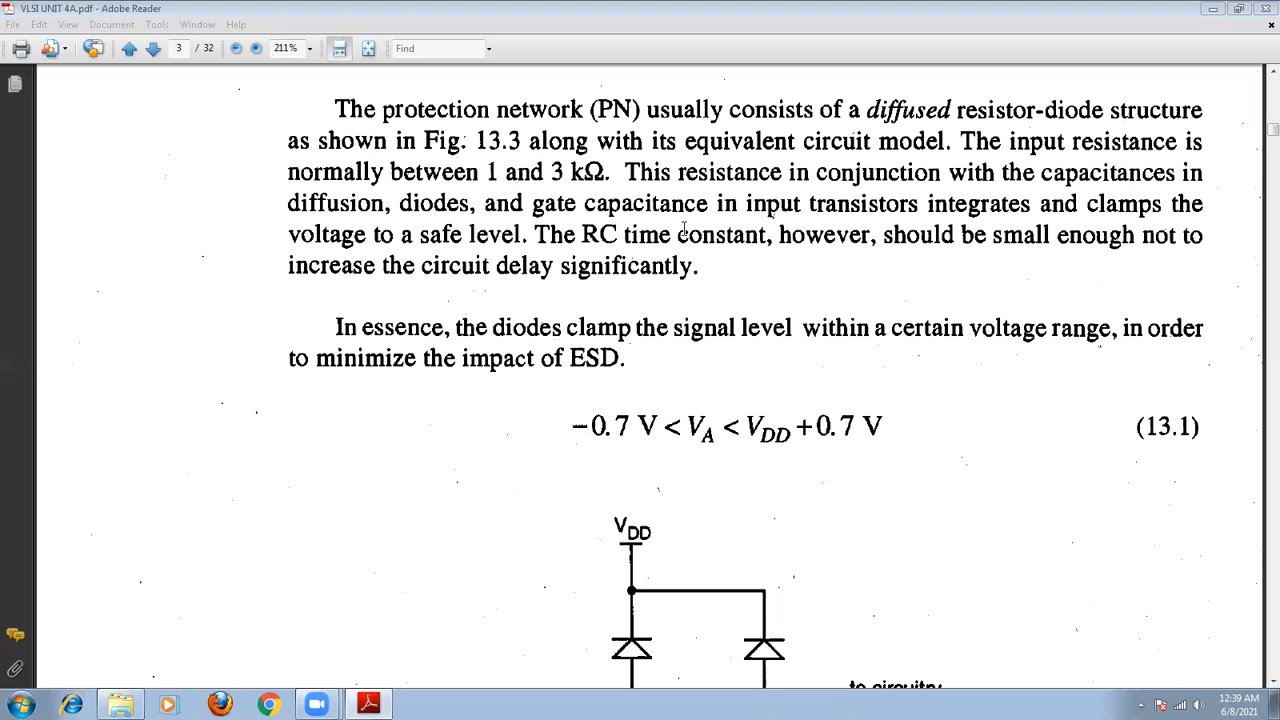 VLSI UNIT 4A.pdf - Adobe Reader
File Edit View Document Tools Window Help
3 / 32 211% Find
The protection network (PN) usually consists of a diffused resistor-diode structure
as shown in Fig. 13.3 along with its equivalent circuit model. The input resistance is
normally between 1 and 3 kΩ. This resistance in conjunction with the capacitances in
diffusion, diodes, and gate capacitance in input transistors integrates and clamps the
voltage to a safe level. The RC time constant, however, should be small enough not to
increase the circuit delay significantly.
In essence, the diodes clamp the signal level within a certain voltage range, in order
to minimize the impact of ESD.
−0.7 V < V_A < V_DD + 0.7 V (13.1)
V_DD
to circuitry
12:39 AM
6/8/2021